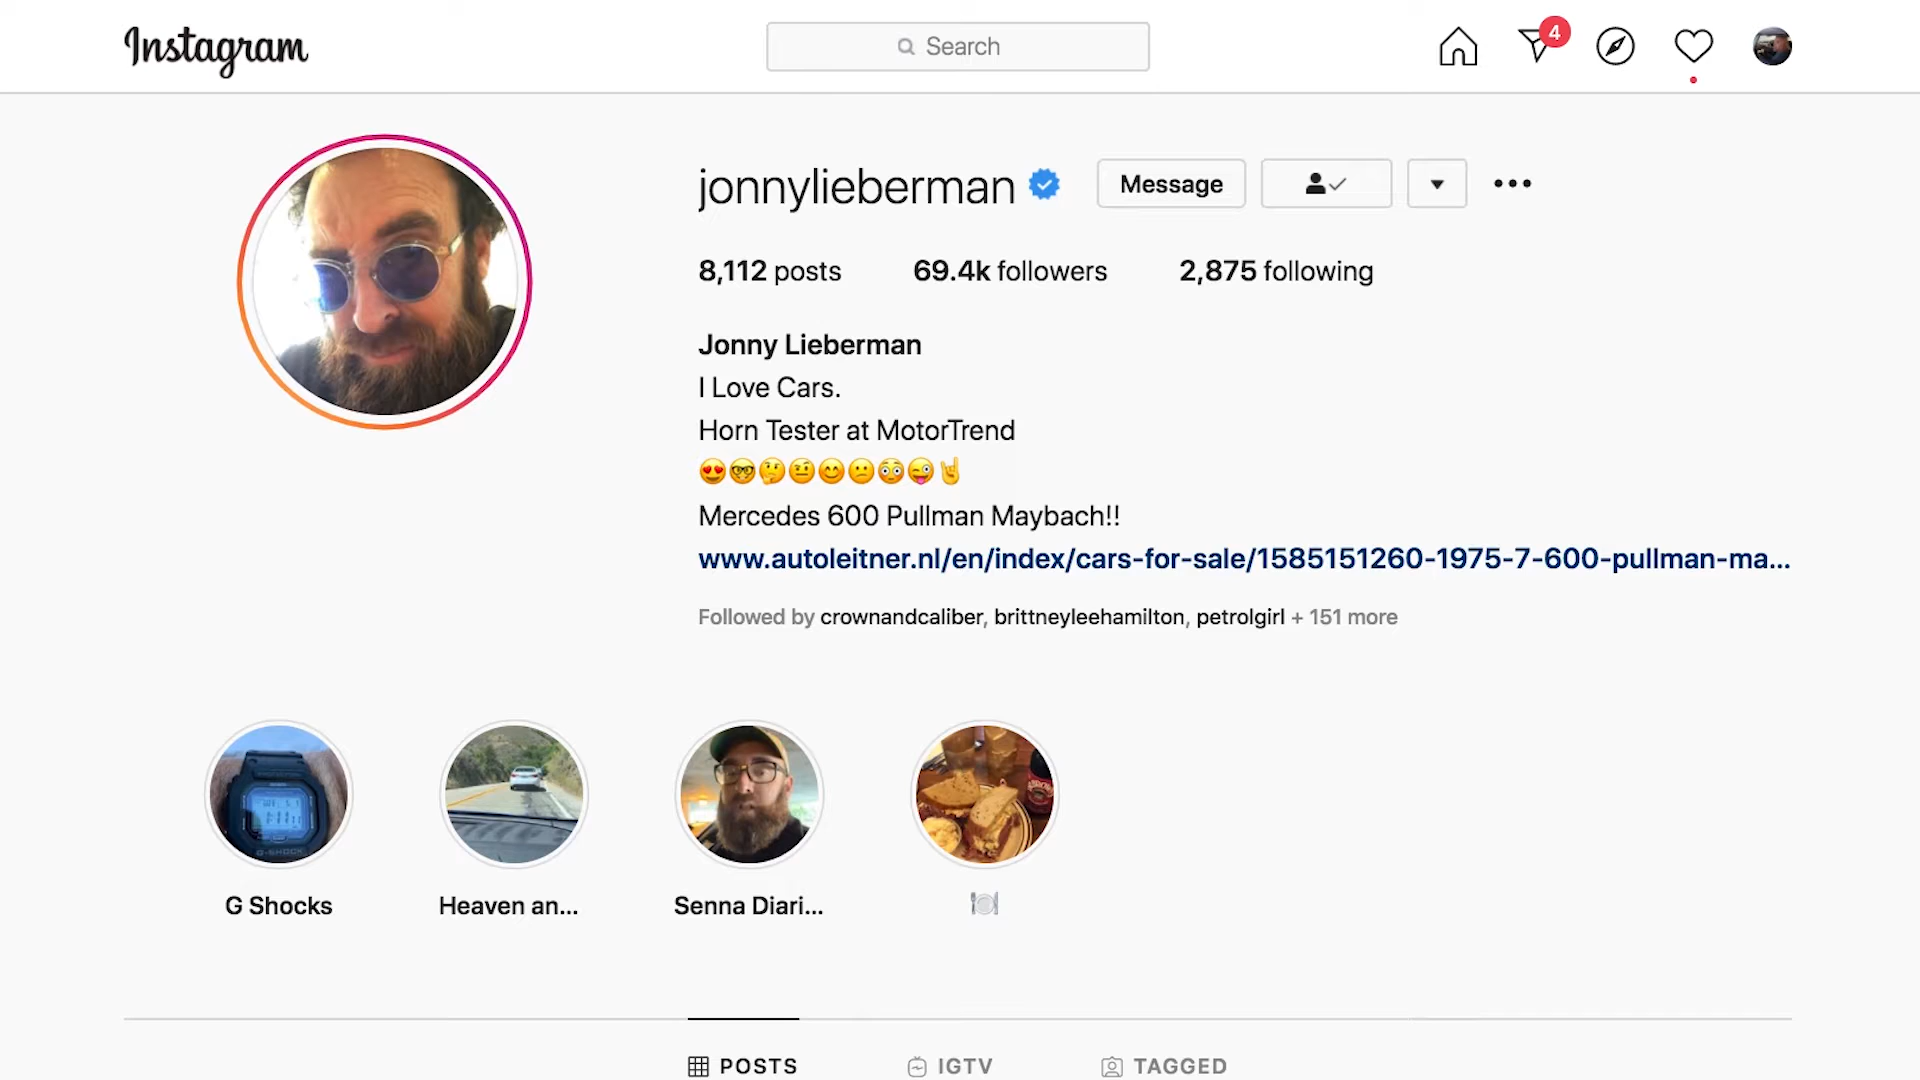 Instagram
Search
4
jonnylieberman
Message
8,112 posts
69.4k followers
2,875 following
Jonny Lieberman
I Love Cars.
Horn Tester at MotorTrend
😍🤓🤔🤨😊😕😳😜🤘
Mercedes 600 Pullman Maybach!!
www.autoleitner.nl/en/index/cars-for-sale/1585151260-1975-7-600-pullman-ma...
Followed by crownandcaliber, brittneyleehamilton, petrolgirl + 151 more
G-SHOCK
G Shocks
Heaven an...
Senna Diari...
🍽
POSTS
IGTV
TAGGED